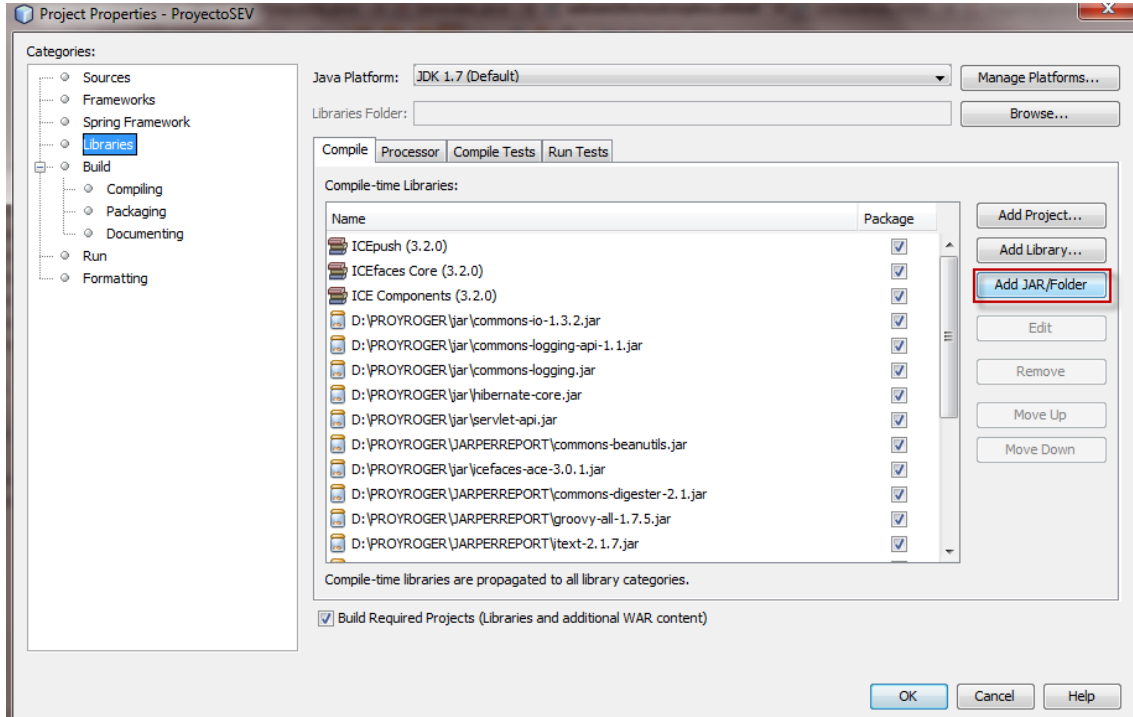 Project Properties - ProyectoSEV
Categories:
Sources
Frameworks
Spring Framework
Libraries
Build
Compiling
Packaging
Documenting
Run
Formatting
Java Platform: JDK 1.7 (Default) Manage Platforms...
Libraries Folder: Browse...
Compile Processor Compile Tests Run Tests
Compile-time Libraries:
Name Package
ICEpush (3.2.0)
ICEfaces Core (3.2.0)
ICE Components (3.2.0)
D:\PROYROGER\jar\commons-io-1.3.2.jar
D:\PROYROGER\jar\commons-logging-api-1.1.jar
D:\PROYROGER\jar\commons-logging.jar
D:\PROYROGER\jar\hibernate-core.jar
D:\PROYROGER\jar\servlet-api.jar
D:\PROYROGER\JARPERREPORT\commons-beanutils.jar
D:\PROYROGER\jar\icefaces-ace-3.0.1.jar
D:\PROYROGER\JARPERREPORT\commons-digester-2.1.jar
D:\PROYROGER\JARPERREPORT\groovy-all-1.7.5.jar
D:\PROYROGER\JARPERREPORT\itext-2.1.7.jar
Add Project...
Add Library...
Add JAR/Folder
Edit
Remove
Move Up
Move Down
Compile-time libraries are propagated to all library categories.
Build Required Projects (Libraries and additional WAR content)
OK Cancel Help